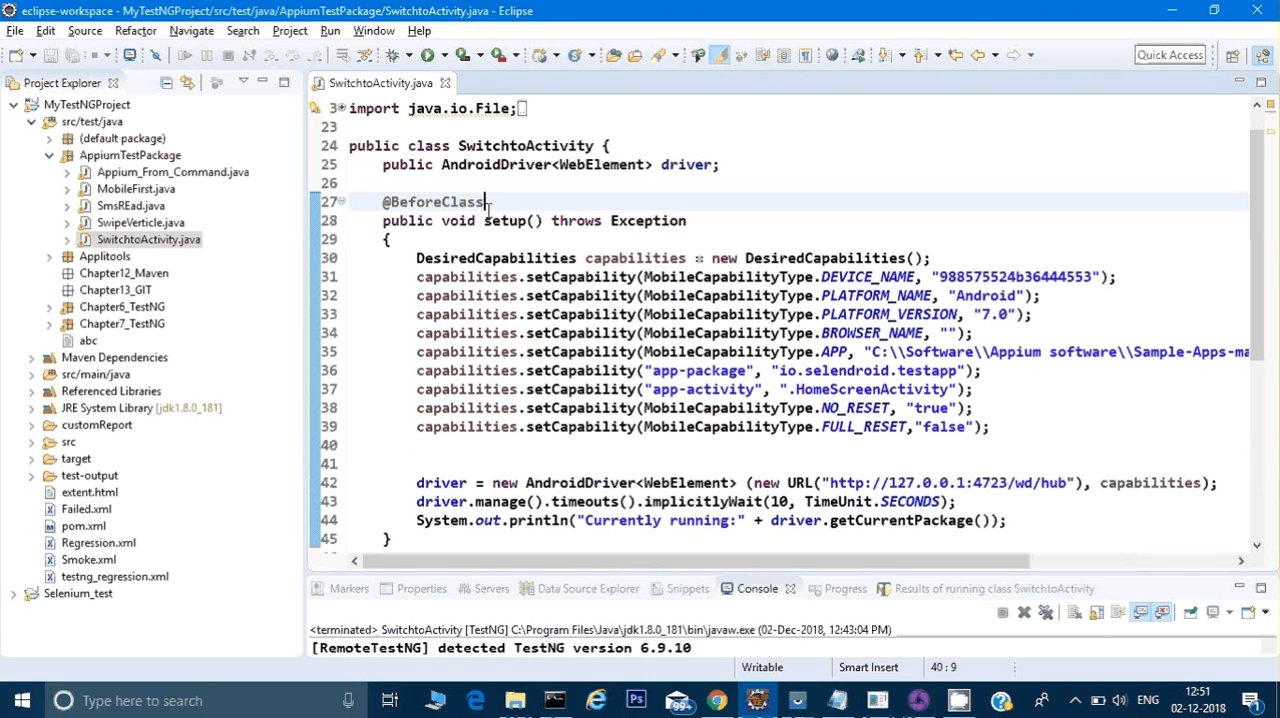 eclipse-workspace - MyTestNGProject/src/test/java/AppiumTestPackage/SwitchtoActivity.java - Eclipse
File Edit Source Refactor Navigate Search Project Run Window Help
Quick Access
Project Explorer
MyTestNGProject
src/test/java
(default package)
AppiumTestPackage
Appium_From_Command.java
MobileFirst.java
SmsREad.java
SwipeVerticle.java
SwitchtoActivity.java
Applitools
Chapter12_Maven
Chapter13_GIT
Chapter6_TestNG
Chapter7_TestNG
abc
Maven Dependencies
src/main/java
Referenced Libraries
JRE System Library [jdk1.8.0_181]
customReport
src
target
test-output
extent.html
Failed.xml
pom.xml
Regression.xml
Smoke.xml
testng_regression.xml
Selenium_test
SwitchtoActivity.java
3 import java.io.File;
23
24 public class SwitchtoActivity {
25 public AndroidDriver<WebElement> driver;
26
27 @BeforeClass
28 public void setup() throws Exception
29 {
30 DesiredCapabilities capabilities = new DesiredCapabilities();
31 capabilities.setCapability(MobileCapabilityType.DEVICE_NAME, "988575524b36444553");
32 capabilities.setCapability(MobileCapabilityType.PLATFORM_NAME, "Android");
33 capabilities.setCapability(MobileCapabilityType.PLATFORM_VERSION, "7.0");
34 capabilities.setCapability(MobileCapabilityType.BROWSER_NAME, "");
35 capabilities.setCapability(MobileCapabilityType.APP, "C:\\Software\\Appium software\\Sample-Apps-ma
36 capabilities.setCapability("app-package", "io.selendroid.testapp");
37 capabilities.setCapability("app-activity", ".HomeScreenActivity");
38 capabilities.setCapability(MobileCapabilityType.NO_RESET, "true");
39 capabilities.setCapability(MobileCapabilityType.FULL_RESET,"false");
40
41
42 driver = new AndroidDriver<WebElement> (new URL("http://127.0.0.1:4723/wd/hub"), capabilities);
43 driver.manage().timeouts().implicitlyWait(10, TimeUnit.SECONDS);
44 System.out.println("Currently running:" + driver.getCurrentPackage());
45 }
Markers Properties Servers Data Source Explorer Snippets Console Progress Results of running class SwitchtoActivity
<terminated> SwitchtoActivity [TestNG] C:\Program Files\Java\jdk1.8.0_181\bin\javaw.exe (02-Dec-2018, 12:43:04 PM)
[RemoteTestNG] detected TestNG version 6.9.10
Writable Smart Insert 40 : 9
Type here to search
99+
ENG
12:51
02-12-2018